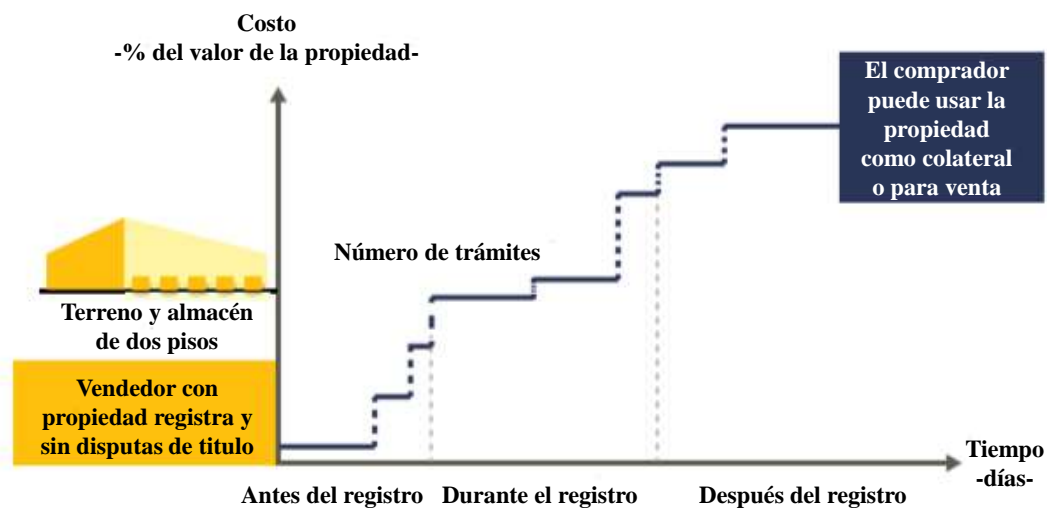 Costo
-% del valor de la propiedad-
El comprador
puede usar la
propiedad
como colateral
o para venta
Número de trámites
Terreno y almacén
de dos pisos
Vendedor con
propiedad registra y
sin disputas de titulo
Tiempo
-días-
Antes del registro
Durante el registro
Después del registro